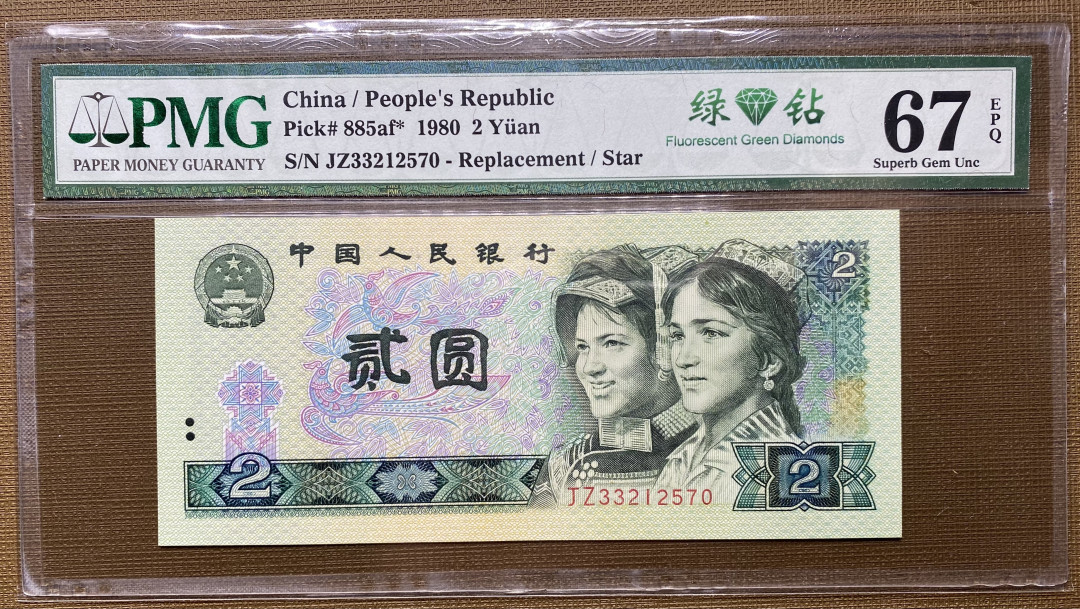 PMG
PAPER MONEY GUARANTY
China / People's Republic
Pick# 885af* 1980 2 Yüan
S/N JZ33212570 - Replacement / Star
绿 钻
Fluorescent Green Diamonds
67
EPQ
Superb Gem Unc
中国人民银行
2
贰圆
2
JZ33212570
2